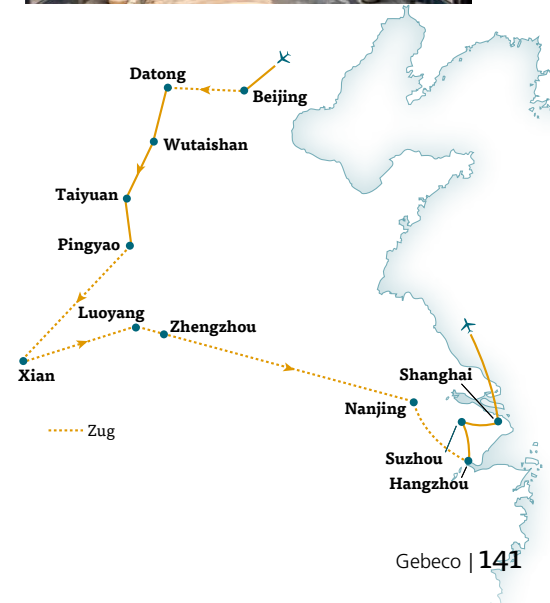 Datong
Beijing
Wutaishan
Taiyuan
Pingyao
Luoyang
Zhengzhou
Xian
Shanghai
Nanjing
Zug
Suzhou
Hangzhou
Gebeco | 141